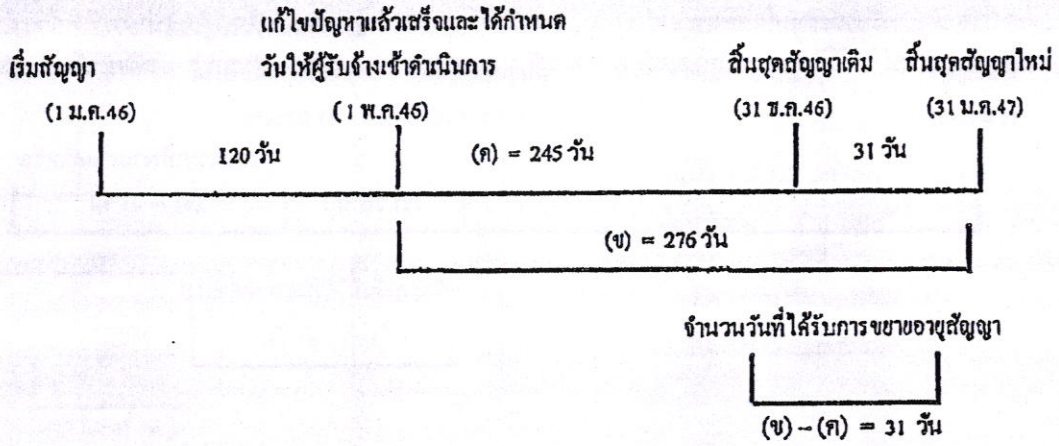 แก้ไขปัญหาแล้วเสร็จและได้กำหนด
เริ่มสัญญา วันให้ผู้รับจ้างเข้าดำเนินการ สิ้นสุดสัญญาเดิม สิ้นสุดสัญญาใหม่
(1 ม.ค.46) (1 พ.ค.46) (31 ธ.ค.46) (31 ม.ค.47)
120 วัน (ค) = 245 วัน 31 วัน
(ข) = 276 วัน
จำนวนวันที่ได้รับการขยายอายุสัญญา
(ข) – (ค) = 31 วัน